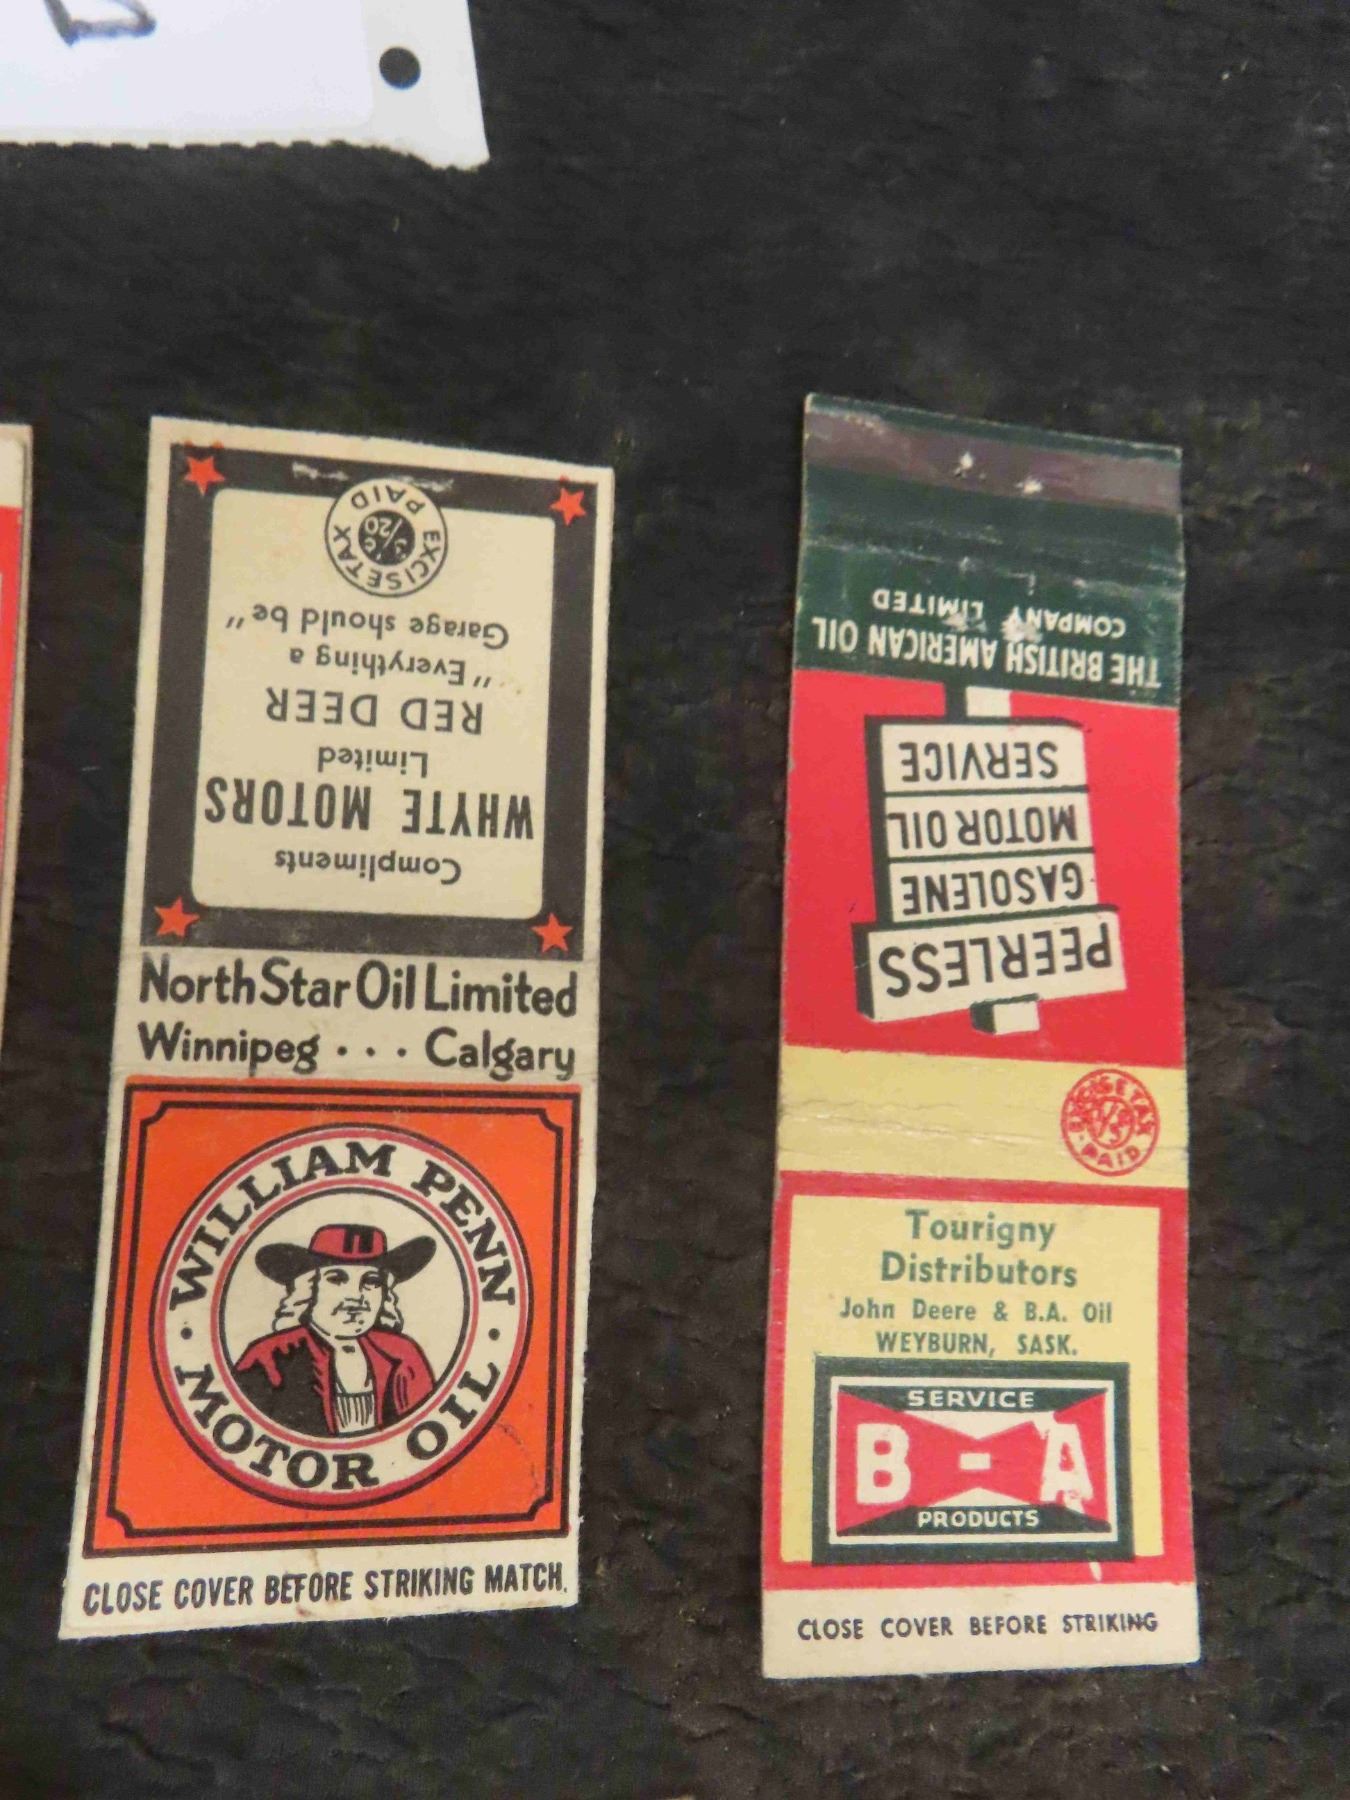 EXCISE TAX
PAID
C/20'S
"Everything a
Garage should be"
RED DEER
Limited
WHYTE MOTORS
Compliments
NorthStar Oil Limited
Winnipeg . . . Calgary
WILLIAM PENN
MOTOR OIL
CLOSE COVER BEFORE STRIKING MATCH.
THE BRITISH AMERICAN OIL
COMPANY LIMITED
PEERLESS
GASOLENE
MOTOR OIL
SERVICE
EXCISE TAX
PAID
Tourigny
Distributors
John Deere & B.A. Oil
WEYBURN, SASK.
SERVICE
B-A
PRODUCTS
CLOSE COVER BEFORE STRIKING